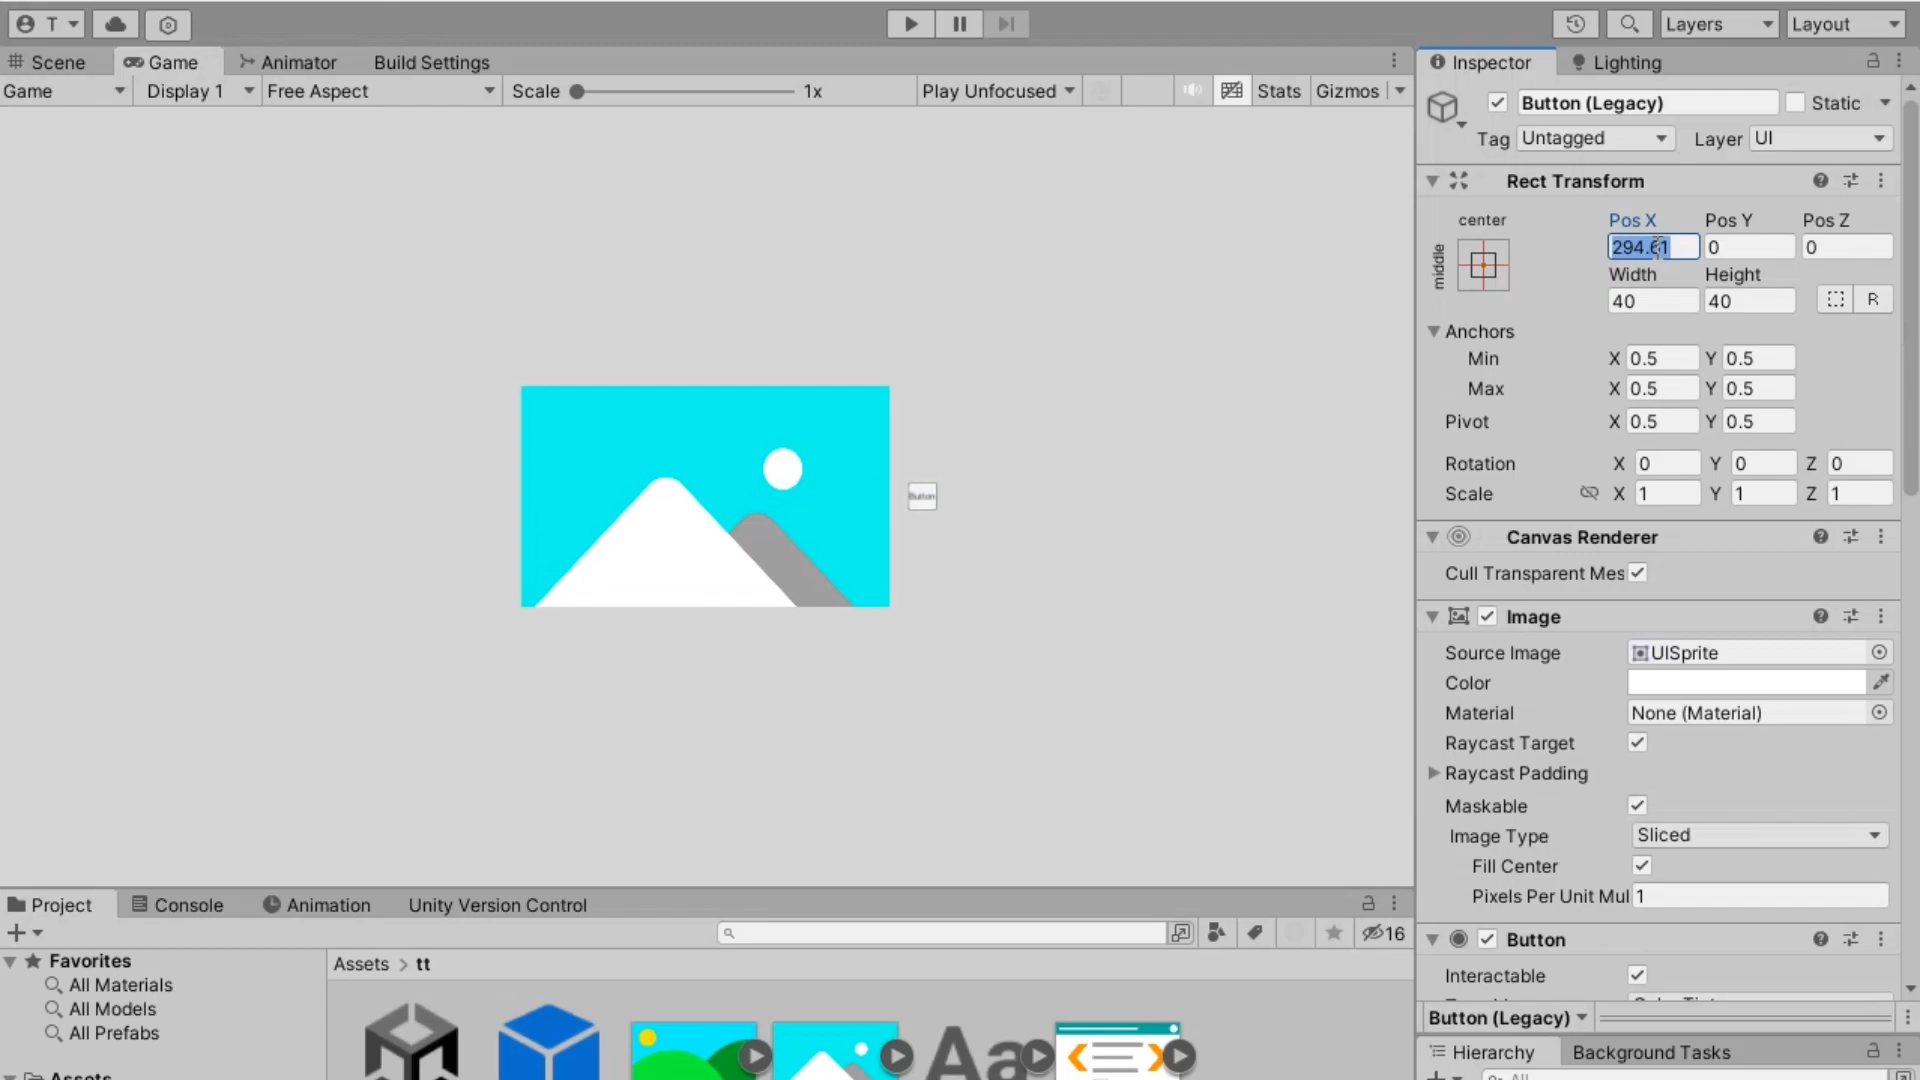 T
Layers
Layout
Scene
Game
Animator
Build Settings
Inspector
Lighting
Game
Display 1
Free Aspect
Scale
1x
Play Unfocused
Stats
Gizmos
Button (Legacy)
Static
Tag
Untagged
Layer
UI
Rect Transform
center
Pos X
Pos Y
Pos Z
middle
294.61
0
0
Width
Height
40
40
R
Anchors
Min
X 0.5
Y 0.5
Max
X 0.5
Y 0.5
Pivot
X 0.5
Y 0.5
Rotation
X 0
Y 0
Z 0
Scale
X 1
Y 1
Z 1
Button
Canvas Renderer
Cull Transparent Mes
Image
Source Image
UISprite
Color
Material
None (Material)
Raycast Target
Raycast Padding
Maskable
Image Type
Sliced
Fill Center
Pixels Per Unit Mul
1
Button
Interactable
Button (Legacy)
Hierarchy
Background Tasks
Project
Console
Animation
Unity Version Control
16
Favorites
All Materials
All Models
All Prefabs
Assets
Assets > tt
Aa
All